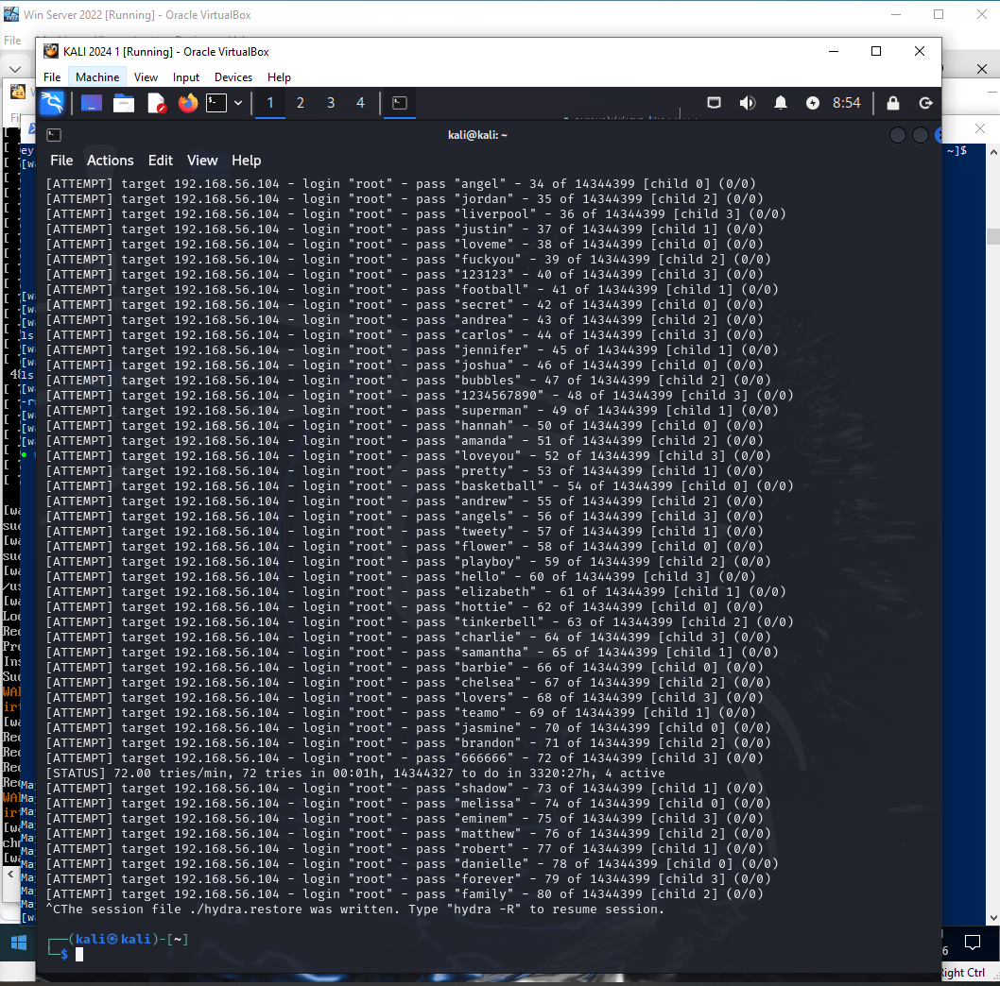 Win Server 2022 [Running] - Oracle VirtualBox
File
KALI 2024 1 [Running] - Oracle VirtualBox
File Machine View Input Devices Help
1 2 3 4 8:54
kali@kali: ~
File Actions Edit View Help
~]$
[ATTEMPT] target 192.168.56.104 - login "root" - pass "angel" - 34 of 14344399 [child 0] (0/0)
[ATTEMPT] target 192.168.56.104 - login "root" - pass "jordan" - 35 of 14344399 [child 2] (0/0)
[ATTEMPT] target 192.168.56.104 - login "root" - pass "liverpool" - 36 of 14344399 [child 3] (0/0)
[ATTEMPT] target 192.168.56.104 - login "root" - pass "justin" - 37 of 14344399 [child 1] (0/0)
[ATTEMPT] target 192.168.56.104 - login "root" - pass "loveme" - 38 of 14344399 [child 0] (0/0)
[ATTEMPT] target 192.168.56.104 - login "root" - pass "fuckyou" - 39 of 14344399 [child 2] (0/0)
[ATTEMPT] target 192.168.56.104 - login "root" - pass "123123" - 40 of 14344399 [child 3] (0/0)
[ATTEMPT] target 192.168.56.104 - login "root" - pass "football" - 41 of 14344399 [child 1] (0/0)
[ATTEMPT] target 192.168.56.104 - login "root" - pass "secret" - 42 of 14344399 [child 0] (0/0)
[ATTEMPT] target 192.168.56.104 - login "root" - pass "andrea" - 43 of 14344399 [child 2] (0/0)
[ATTEMPT] target 192.168.56.104 - login "root" - pass "carlos" - 44 of 14344399 [child 3] (0/0)
[ATTEMPT] target 192.168.56.104 - login "root" - pass "jennifer" - 45 of 14344399 [child 1] (0/0)
[ATTEMPT] target 192.168.56.104 - login "root" - pass "joshua" - 46 of 14344399 [child 0] (0/0)
[ATTEMPT] target 192.168.56.104 - login "root" - pass "bubbles" - 47 of 14344399 [child 2] (0/0)
[ATTEMPT] target 192.168.56.104 - login "root" - pass "1234567890" - 48 of 14344399 [child 3] (0/0)
[ATTEMPT] target 192.168.56.104 - login "root" - pass "superman" - 49 of 14344399 [child 1] (0/0)
[ATTEMPT] target 192.168.56.104 - login "root" - pass "hannah" - 50 of 14344399 [child 0] (0/0)
[ATTEMPT] target 192.168.56.104 - login "root" - pass "amanda" - 51 of 14344399 [child 2] (0/0)
[ATTEMPT] target 192.168.56.104 - login "root" - pass "loveyou" - 52 of 14344399 [child 3] (0/0)
[ATTEMPT] target 192.168.56.104 - login "root" - pass "pretty" - 53 of 14344399 [child 1] (0/0)
[ATTEMPT] target 192.168.56.104 - login "root" - pass "basketball" - 54 of 14344399 [child 0] (0/0)
[ATTEMPT] target 192.168.56.104 - login "root" - pass "andrew" - 55 of 14344399 [child 2] (0/0)
[ATTEMPT] target 192.168.56.104 - login "root" - pass "angels" - 56 of 14344399 [child 3] (0/0)
[ATTEMPT] target 192.168.56.104 - login "root" - pass "tweety" - 57 of 14344399 [child 1] (0/0)
[ATTEMPT] target 192.168.56.104 - login "root" - pass "flower" - 58 of 14344399 [child 0] (0/0)
[ATTEMPT] target 192.168.56.104 - login "root" - pass "playboy" - 59 of 14344399 [child 2] (0/0)
[ATTEMPT] target 192.168.56.104 - login "root" - pass "hello" - 60 of 14344399 [child 3] (0/0)
[ATTEMPT] target 192.168.56.104 - login "root" - pass "elizabeth" - 61 of 14344399 [child 1] (0/0)
[ATTEMPT] target 192.168.56.104 - login "root" - pass "hottie" - 62 of 14344399 [child 0] (0/0)
[ATTEMPT] target 192.168.56.104 - login "root" - pass "tinkerbell" - 63 of 14344399 [child 2] (0/0)
[ATTEMPT] target 192.168.56.104 - login "root" - pass "charlie" - 64 of 14344399 [child 3] (0/0)
[ATTEMPT] target 192.168.56.104 - login "root" - pass "samantha" - 65 of 14344399 [child 1] (0/0)
[ATTEMPT] target 192.168.56.104 - login "root" - pass "barbie" - 66 of 14344399 [child 0] (0/0)
[ATTEMPT] target 192.168.56.104 - login "root" - pass "chelsea" - 67 of 14344399 [child 2] (0/0)
[ATTEMPT] target 192.168.56.104 - login "root" - pass "lovers" - 68 of 14344399 [child 3] (0/0)
[ATTEMPT] target 192.168.56.104 - login "root" - pass "teamo" - 69 of 14344399 [child 1] (0/0)
[ATTEMPT] target 192.168.56.104 - login "root" - pass "jasmine" - 70 of 14344399 [child 0] (0/0)
[ATTEMPT] target 192.168.56.104 - login "root" - pass "brandon" - 71 of 14344399 [child 2] (0/0)
[ATTEMPT] target 192.168.56.104 - login "root" - pass "666666" - 72 of 14344399 [child 3] (0/0)
[STATUS] 72.00 tries/min, 72 tries in 00:01h, 14344327 to do in 3320:27h, 4 active
[ATTEMPT] target 192.168.56.104 - login "root" - pass "shadow" - 73 of 14344399 [child 1] (0/0)
[ATTEMPT] target 192.168.56.104 - login "root" - pass "melissa" - 74 of 14344399 [child 0] (0/0)
[ATTEMPT] target 192.168.56.104 - login "root" - pass "eminem" - 75 of 14344399 [child 3] (0/0)
[ATTEMPT] target 192.168.56.104 - login "root" - pass "matthew" - 76 of 14344399 [child 2] (0/0)
[ATTEMPT] target 192.168.56.104 - login "root" - pass "robert" - 77 of 14344399 [child 1] (0/0)
[ATTEMPT] target 192.168.56.104 - login "root" - pass "danielle" - 78 of 14344399 [child 0] (0/0)
[ATTEMPT] target 192.168.56.104 - login "root" - pass "forever" - 79 of 14344399 [child 3] (0/0)
[ATTEMPT] target 192.168.56.104 - login "root" - pass "family" - 80 of 14344399 [child 2] (0/0)
^CThe session file ./hydra.restore was written. Type "hydra -R" to resume session.
┌──(kali㉿kali)-[~]
└─$
Right Ctrl